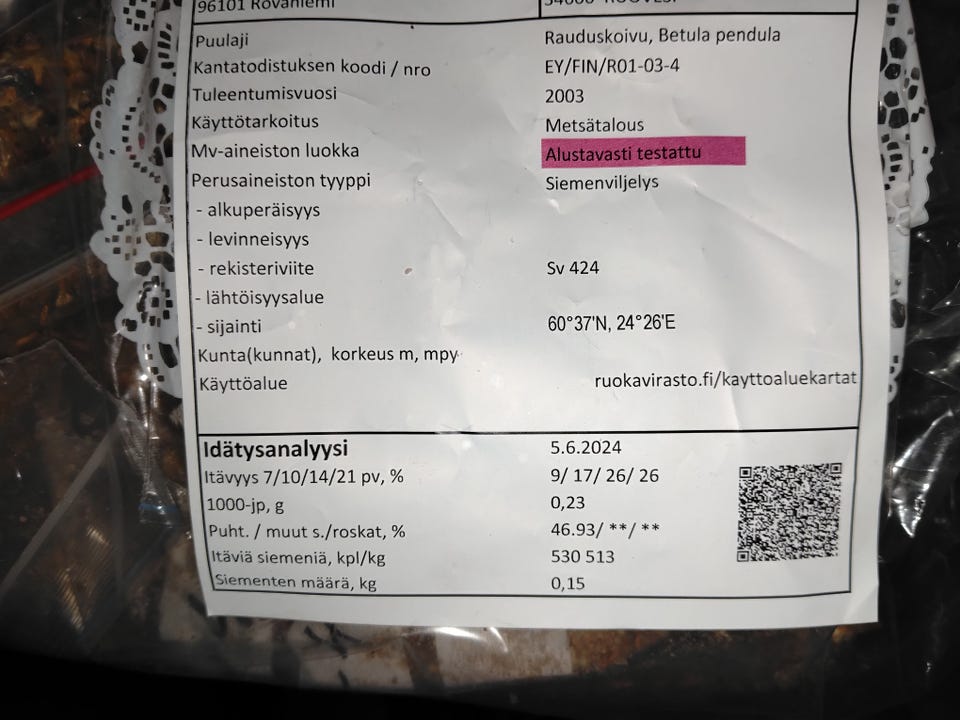 96101 Rovaniemi
Puulaji Rauduskoivu, Betula pendula
Kantatodistuksen koodi / nro EY/FIN/R01-03-4
Tuleentumisvuosi 2003
Käyttötarkoitus Metsätalous
Mv-aineiston luokka Alustavasti testattu
Perusaineiston tyyppi Siemenviljelys
- alkuperäisyys
- levinneisyys
- rekisteriviite Sv 424
- lähtöisyysalue
- sijainti 60°37'N, 24°26'E
Kunta(kunnat), korkeus m, mpy
Käyttöalue ruokavirasto.fi/kayttoaluekartat
Idätysanalyysi 5.6.2024
Itävyys 7/10/14/21 pv, % 9/ 17/ 26/ 26
1000-jp, g 0,23
Puht. / muut s./roskat, % 46.93/ **/ **
Itäviä siemeniä, kpl/kg 530 513
Siementen määrä, kg 0,15